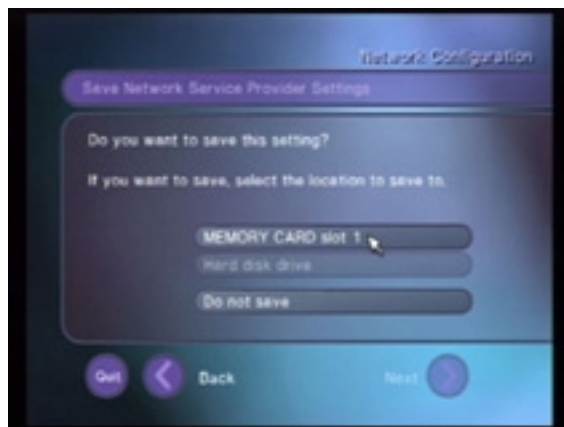 Network Configuration
Save Network Service Provider Settings
Do you want to save this setting?
If you want to save, select the location to save to.
MEMORY CARD slot 1
Hard disk drive
Do not save
Quit
Back
Next